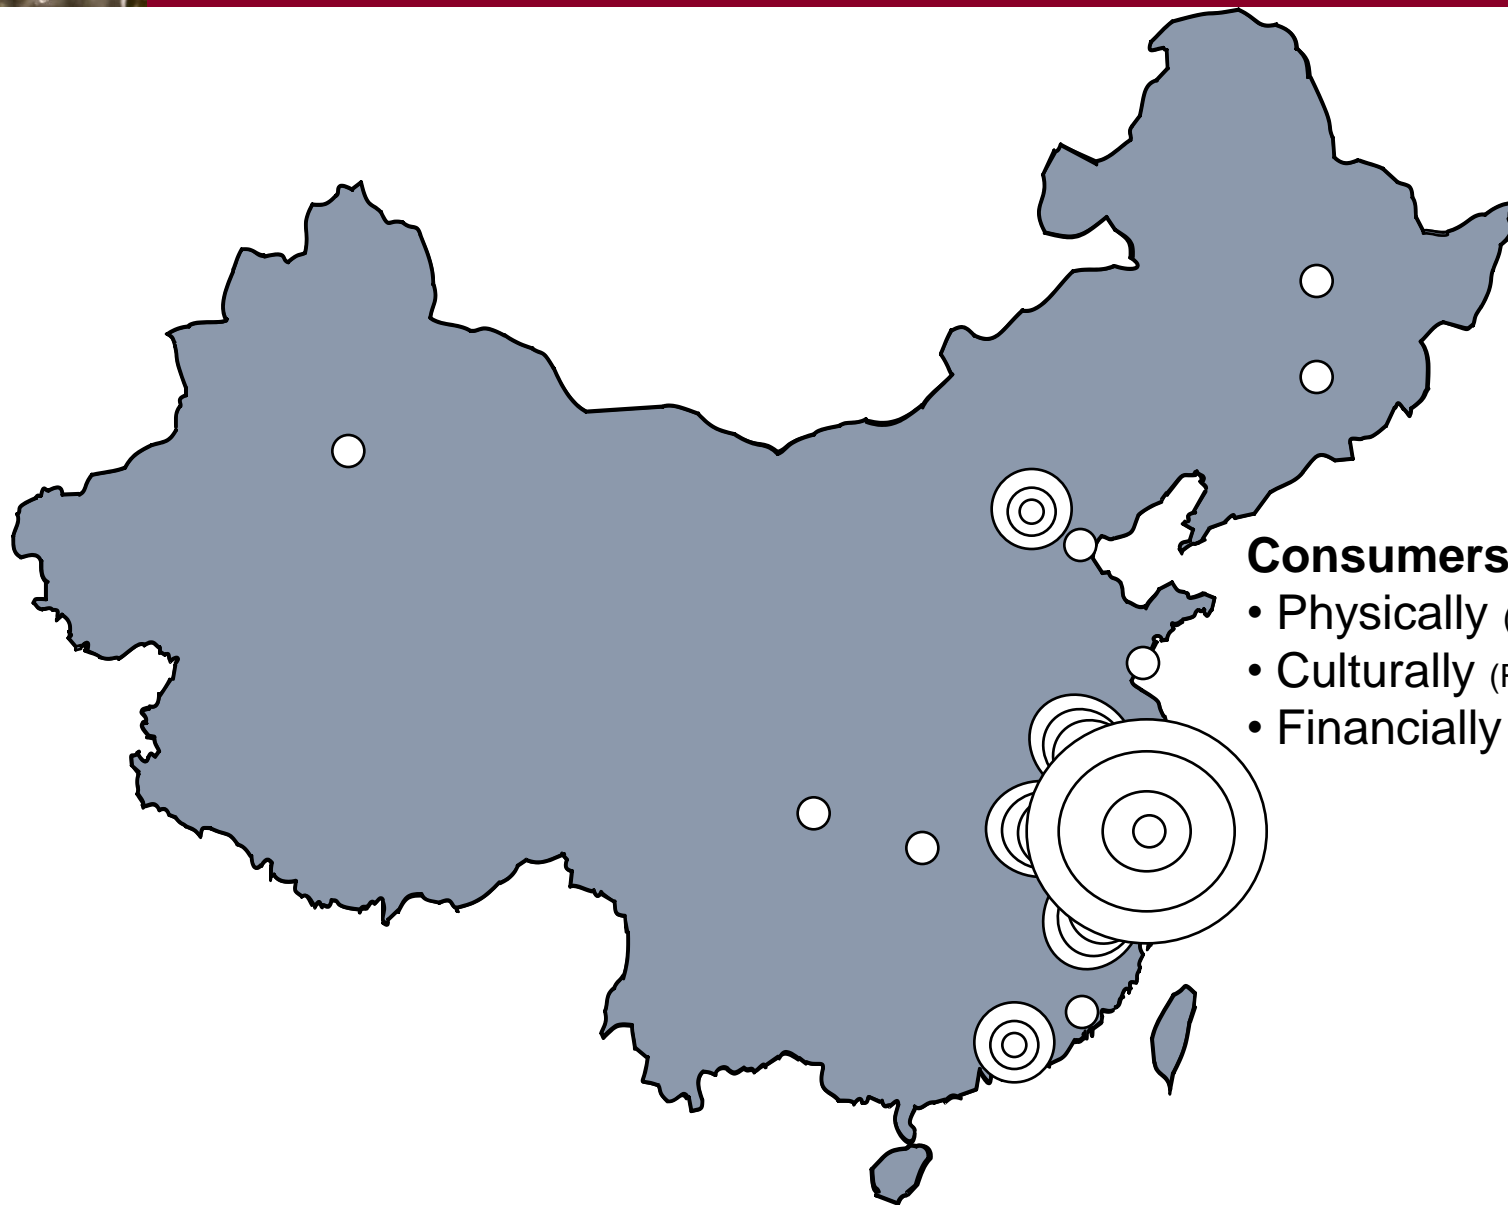 Consumers
• Physically (
• Culturally (
• Financially